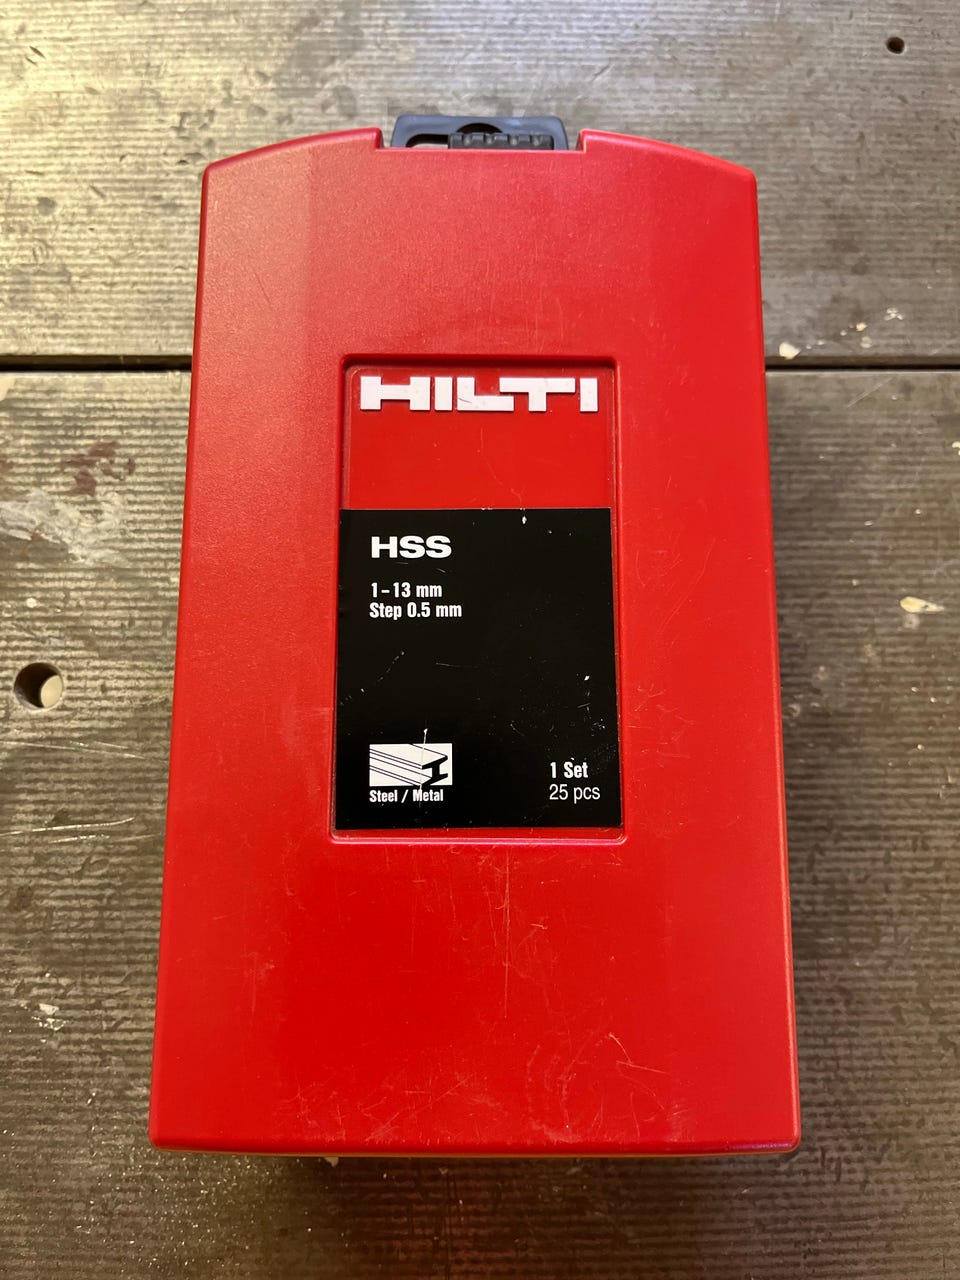 HILTI
HSS
1-13 mm
Step 0.5 mm
Steel / Metal
1 Set
25 pcs